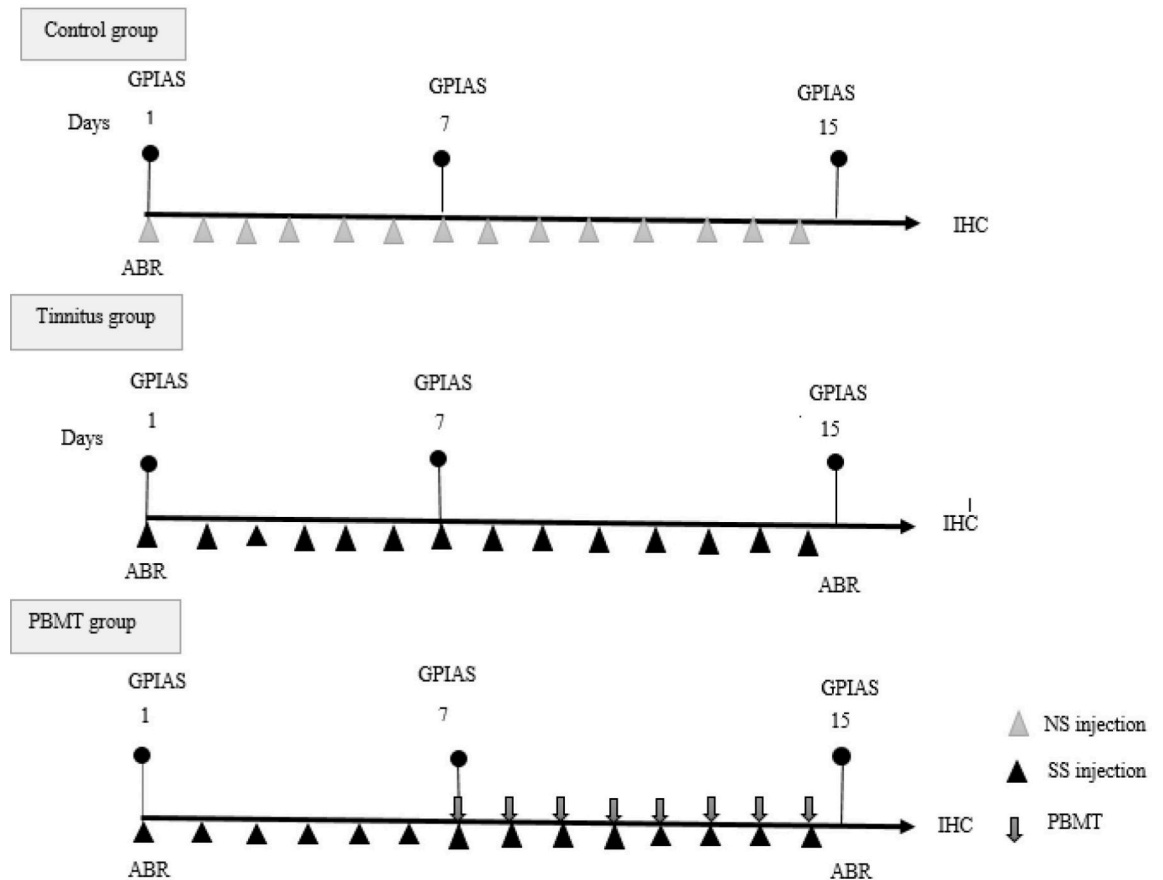 Control group
GPIAS
GPIAS
GPIAS
Days
1
7
15
IHC
ABR
Tinnitus group
GPIAS
GPIAS
GPIAS
Days
1
7
15
IHC
ABR
ABR
PBMT group
GPIAS
GPIAS
GPIAS
1
7
15
NS injection
SS injection
PBMT
IHC
ABR
ABR